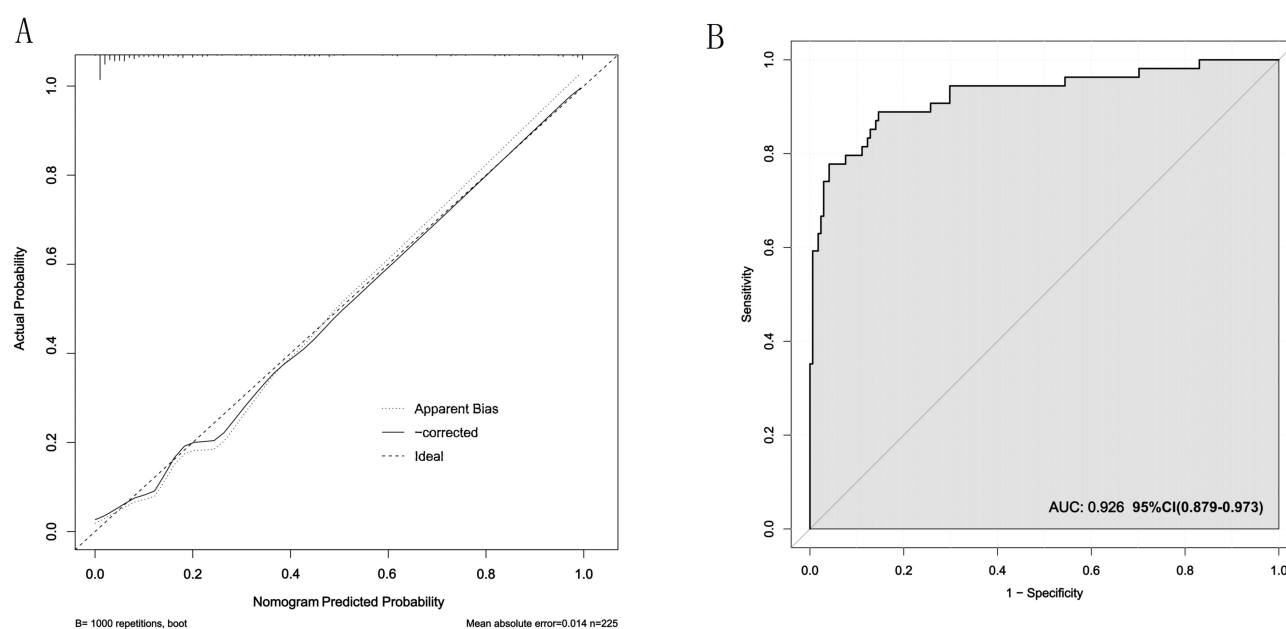 A
Actual Probability
1.0
0.8
0.6
0.4
0.2
0.0
Apparent Bias
−corrected
Ideal
0.0 0.2 0.4 0.6 0.8 1.0
Nomogram Predicted Probability
B= 1000 repetitions, boot
Mean absolute error=0.014 n=225
B
Sensitivity
1.0
0.8
0.6
0.4
0.2
0.0
AUC: 0.926 95%CI(0.879-0.973)
0.0 0.2 0.4 0.6 0.8 1.0
1 − Specificity